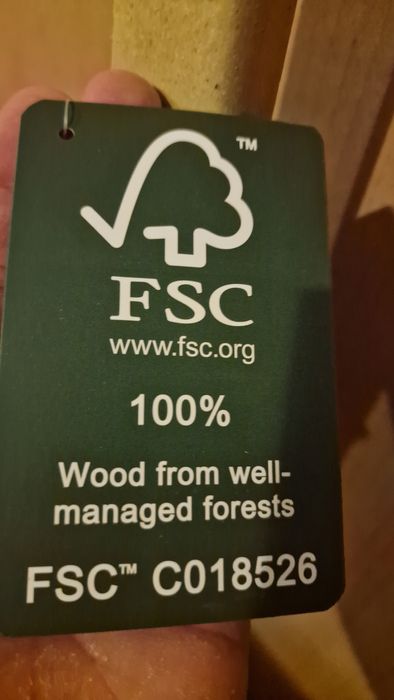 TM
FSC
www.fsc.org
100%
Wood from well-
managed forests
FSC™ C018526